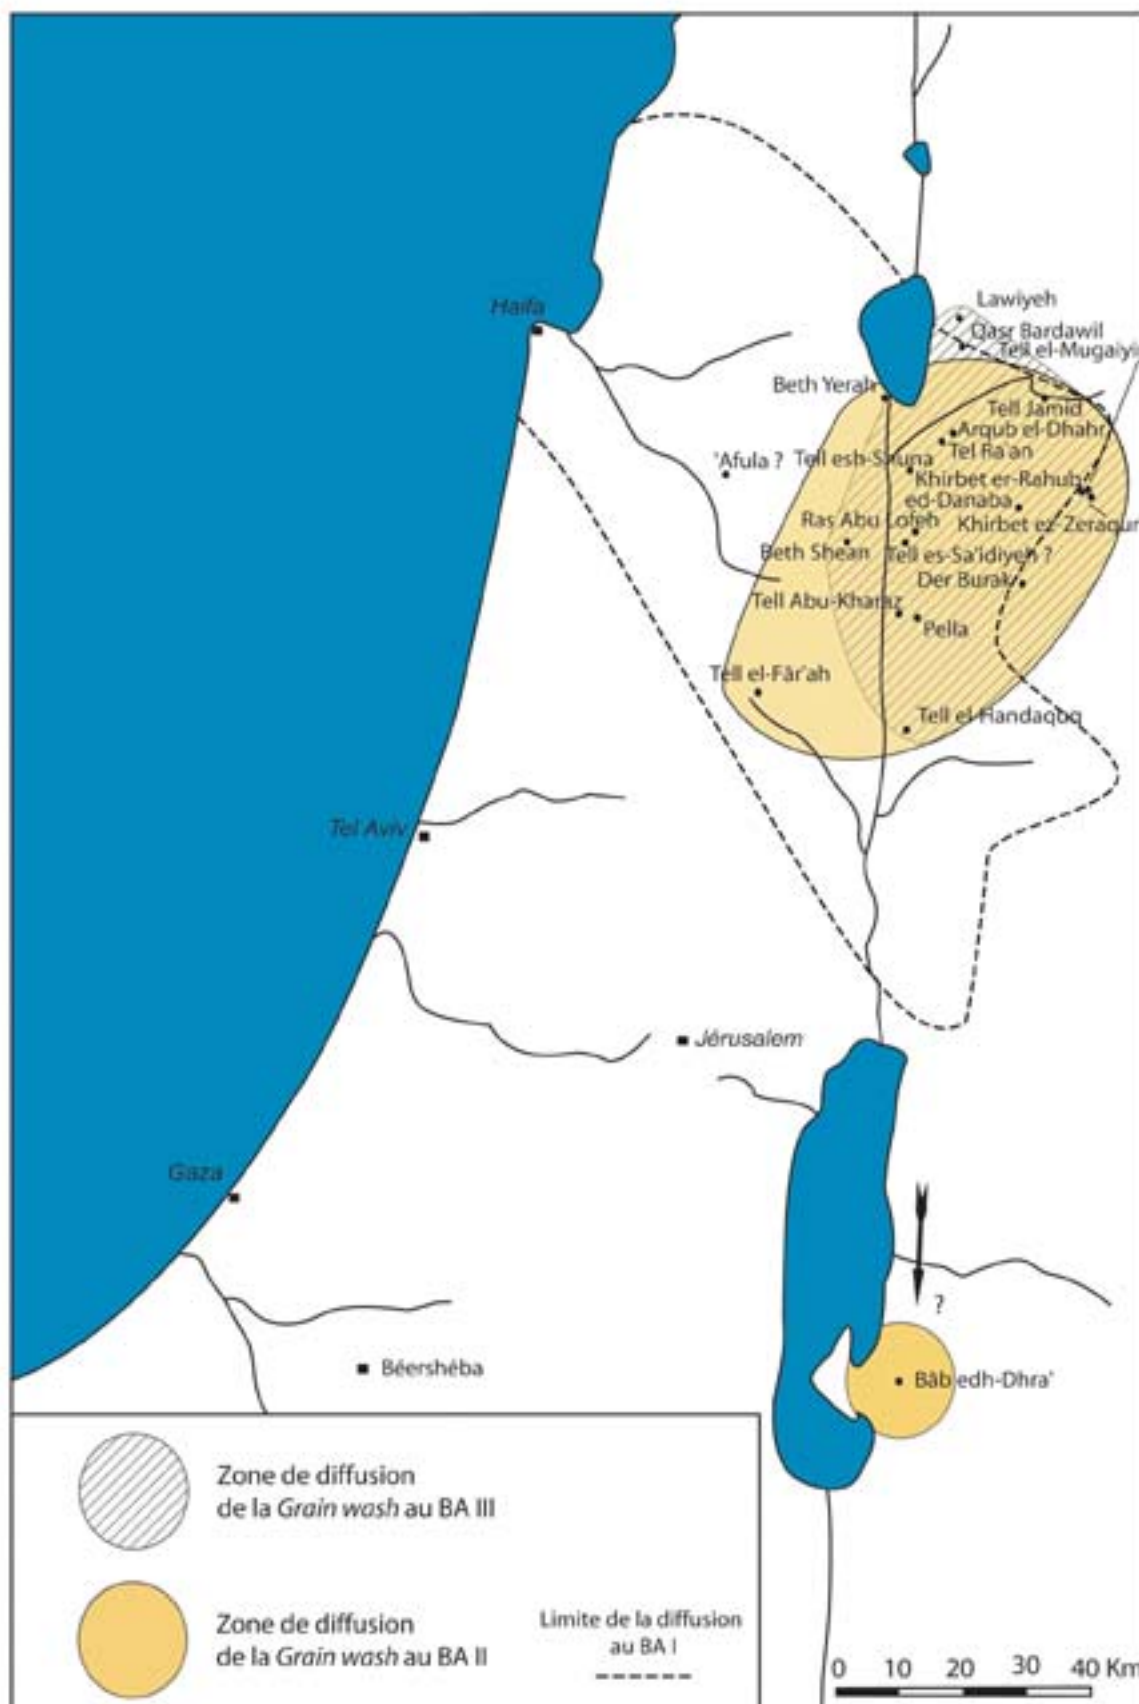 Lawiyeh
Haifa
Qasr Bardawil
Tell el-Mugaiyir
Beth Yerah
Tell Jamid
Arqub el-Dhahr
Tel Ra'an
'Afula ?
Tell esh-Shuna
Khirbet er-Rahub
ed-Danaba
Ras Abu Lofeh
Khirbet ez-Zeraqun
Beth Shean
Tell es-Sa'idiyeh ?
Der Burak
Tell Abu-Kharaz
Pella
Tell el-Fâr'ah
Tell el-Handaquq
Tel Aviv
Jérusalem
Gaza
?
Béershéba
Bâb edh-Dhra'
Zone de diffusion
de la Grain wash au BA III
Zone de diffusion
de la Grain wash au BA II
Limite de la diffusion
au BA I
0 10 20 30 40 Km